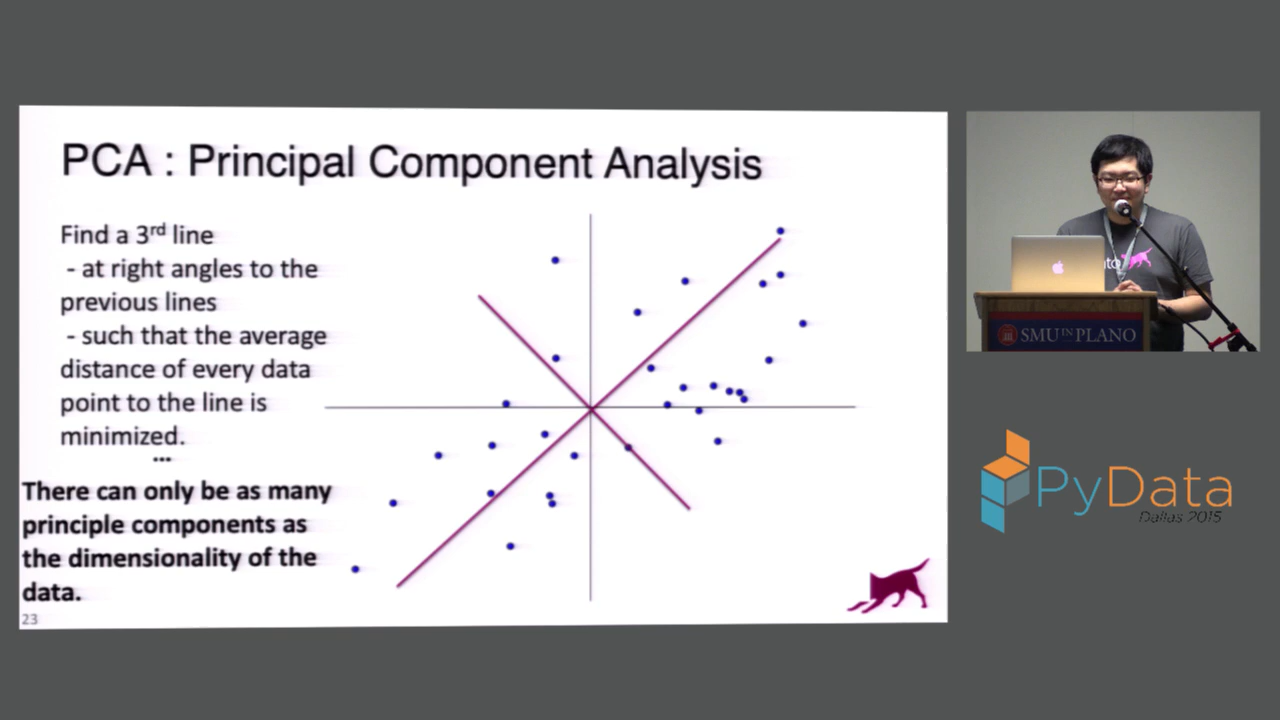 PCA : Principal Component Analysis
Find a 3rd line
- at right angles to the
previous lines
- such that the average
distance of every data
point to the line is
minimized.
...
There can only be as many
principle components as
the dimensionality of the
data.
23
SMU IN PLANO
PyData
Dallas 2015